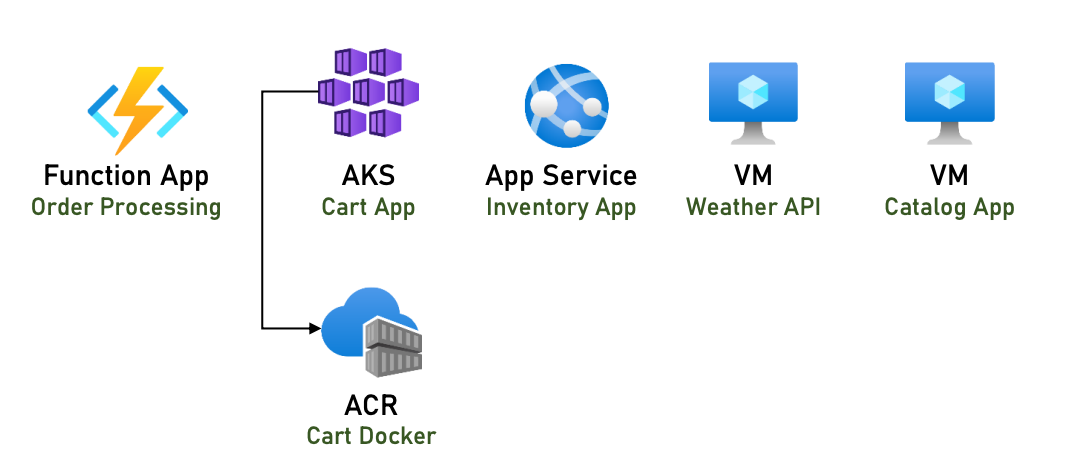 Function App
Order Processing
AKS
Cart App
App Service
Inventory App
VM
Weather API
VM
Catalog App
ACR
Cart Docker